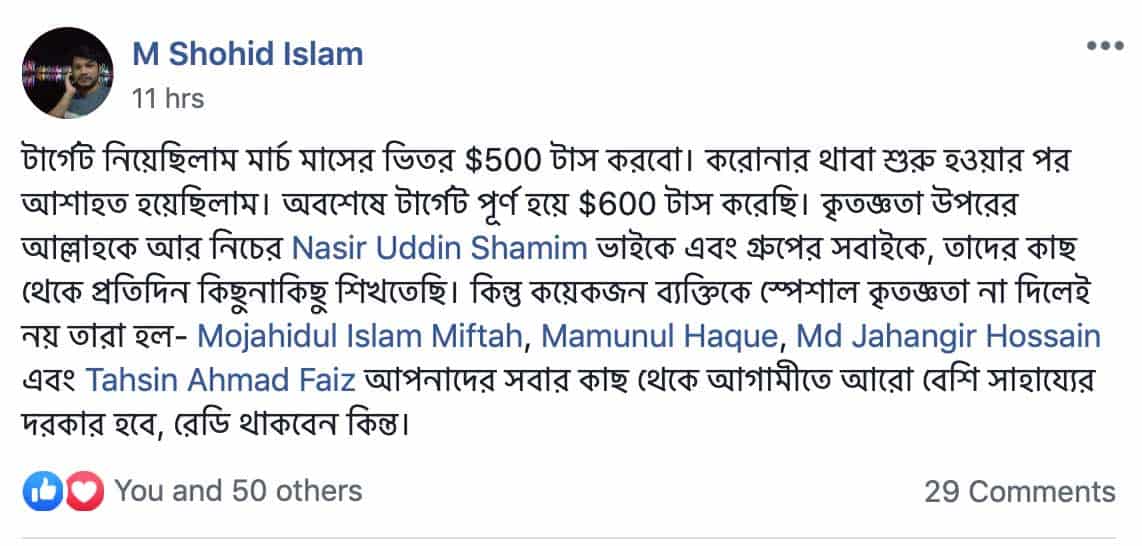 M Shohid Islam
11 hrs
টার্গেট নিয়েছিলাম মার্চ মাসের ভিতর $500 টাস করবো। করোনার থাবা শুরু হওয়ার পর
আশাহত হয়েছিলাম। অবশেষে টার্গেট পূর্ণ হয়ে $600 টাস করেছি। কৃতজ্ঞতা উপরের
আল্লাহকে আর নিচের Nasir Uddin Shamim ভাইকে এবং গ্রুপের সবাইকে, তাদের কাছ
থেকে প্রতিদিন কিছুনাকিছু শিখতেছি। কিন্তু কয়েকজন ব্যক্তিকে স্পেশাল কৃতজ্ঞতা না দিলেই
নয় তারা হল- Mojahidul Islam Miftah, Mamunul Haque, Md Jahangir Hossain
এবং Tahsin Ahmad Faiz আপনাদের সবার কাছ থেকে আগামীতে আরো বেশি সাহায্যের
দরকার হবে, রেডি থাকবেন কিন্ত।
You and 50 others
29 Comments